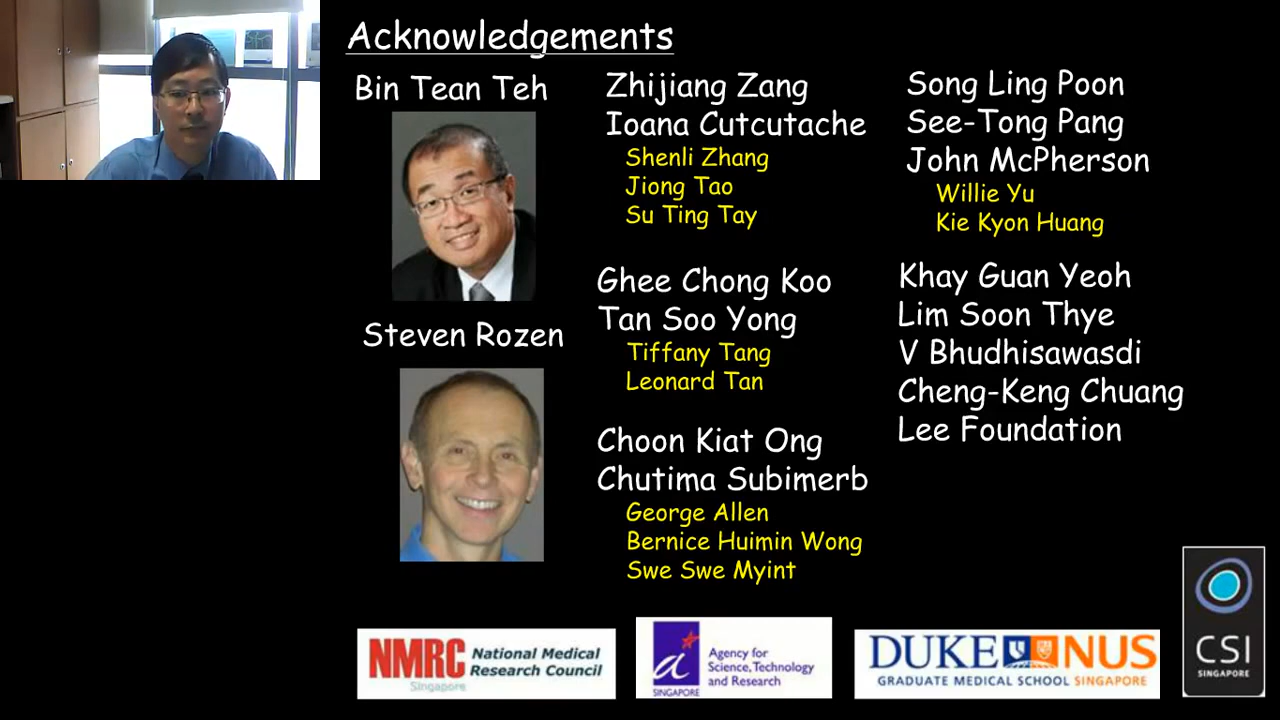 Acknowledgements
Bin Tean Teh
Steven Rozen
Zhijiang Zang
Ioana Cutcutache
Shenli Zhang
Jiong Tao
Su Ting Tay
Ghee Chong Koo
Tan Soo Yong
Tiffany Tang
Leonard Tan
Choon Kiat Ong
Chutima Subimerb
George Allen
Bernice Huimin Wong
Swe Swe Myint
Song Ling Poon
See-Tong Pang
John McPherson
Willie Yu
Kie Kyon Huang
Khay Guan Yeoh
Lim Soon Thye
V Bhudhisawasdi
Cheng-Keng Chuang
Lee Foundation
NMRC
Singapore
National Medical
Research Council
a
SINGAPORE
Agency for
Science, Technology
and Research
DUKE NUS
GRADUATE MEDICAL SCHOOL SINGAPORE
CSI
SINGAPORE